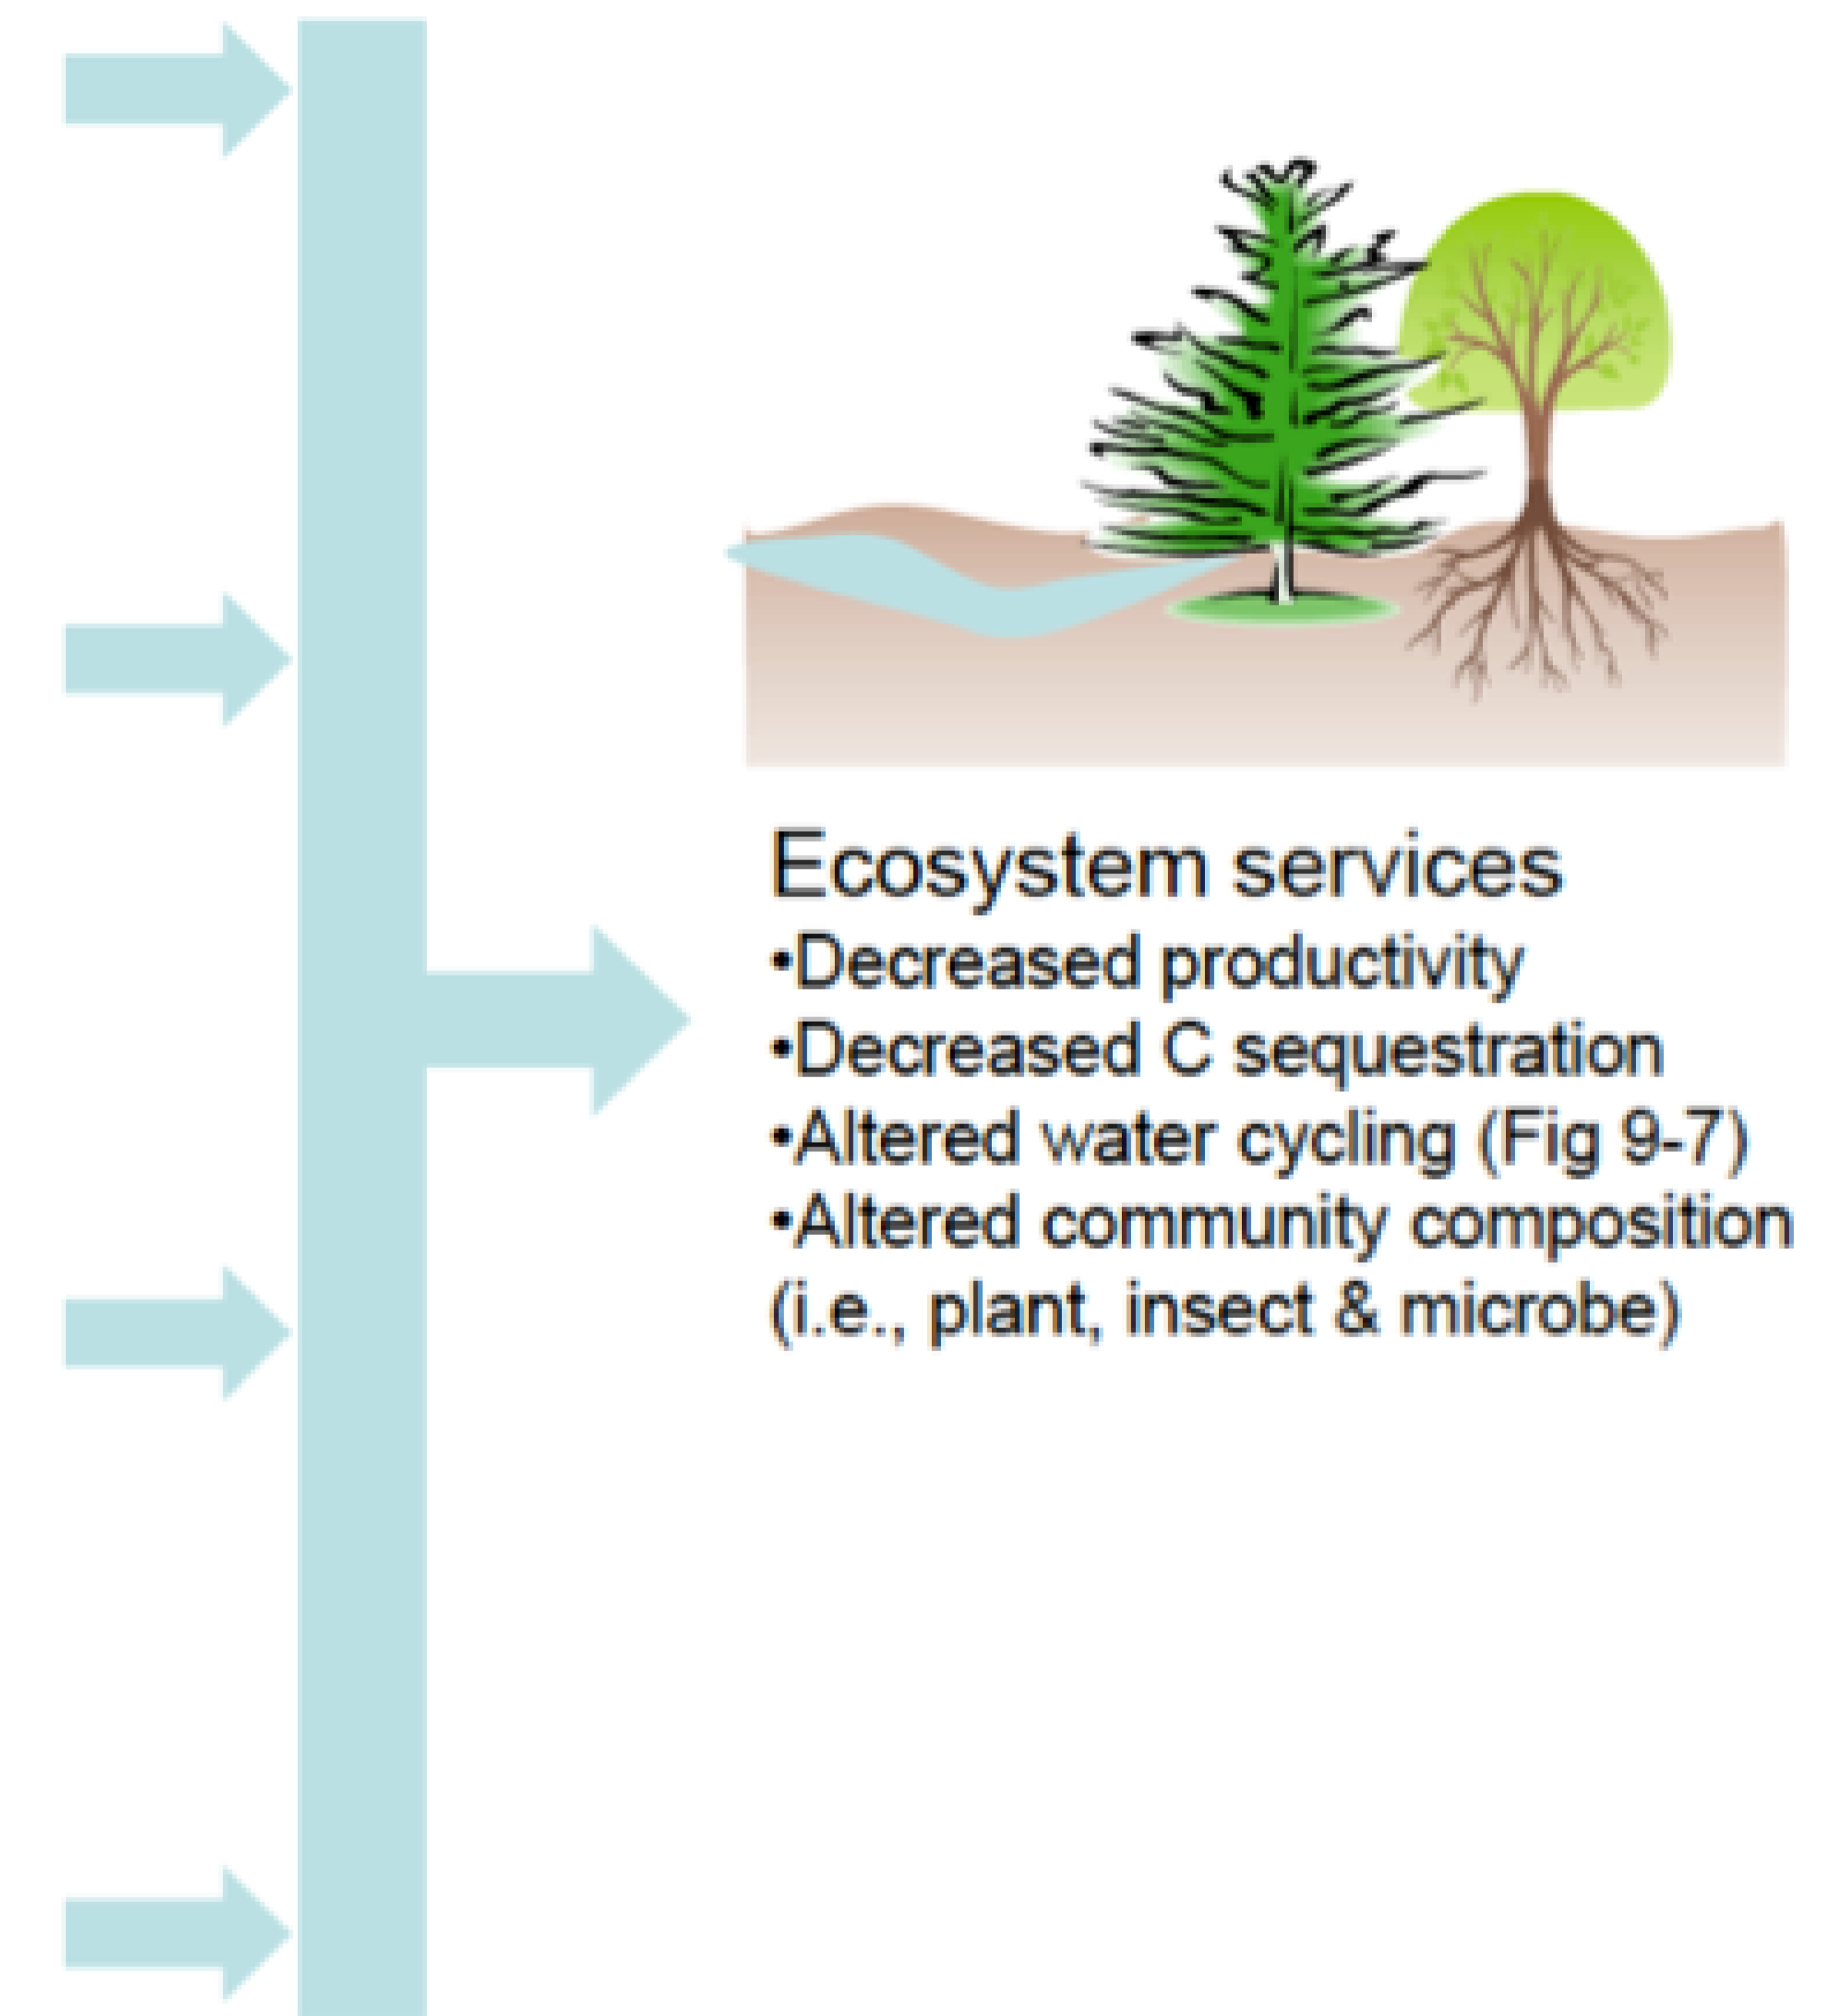 Ecosystem services
•Decreased productivity
•Decreased C sequestration
•Altered water cycling (Fig 9-7)
•Altered community composition
(i.e., plant, insect & microbe)